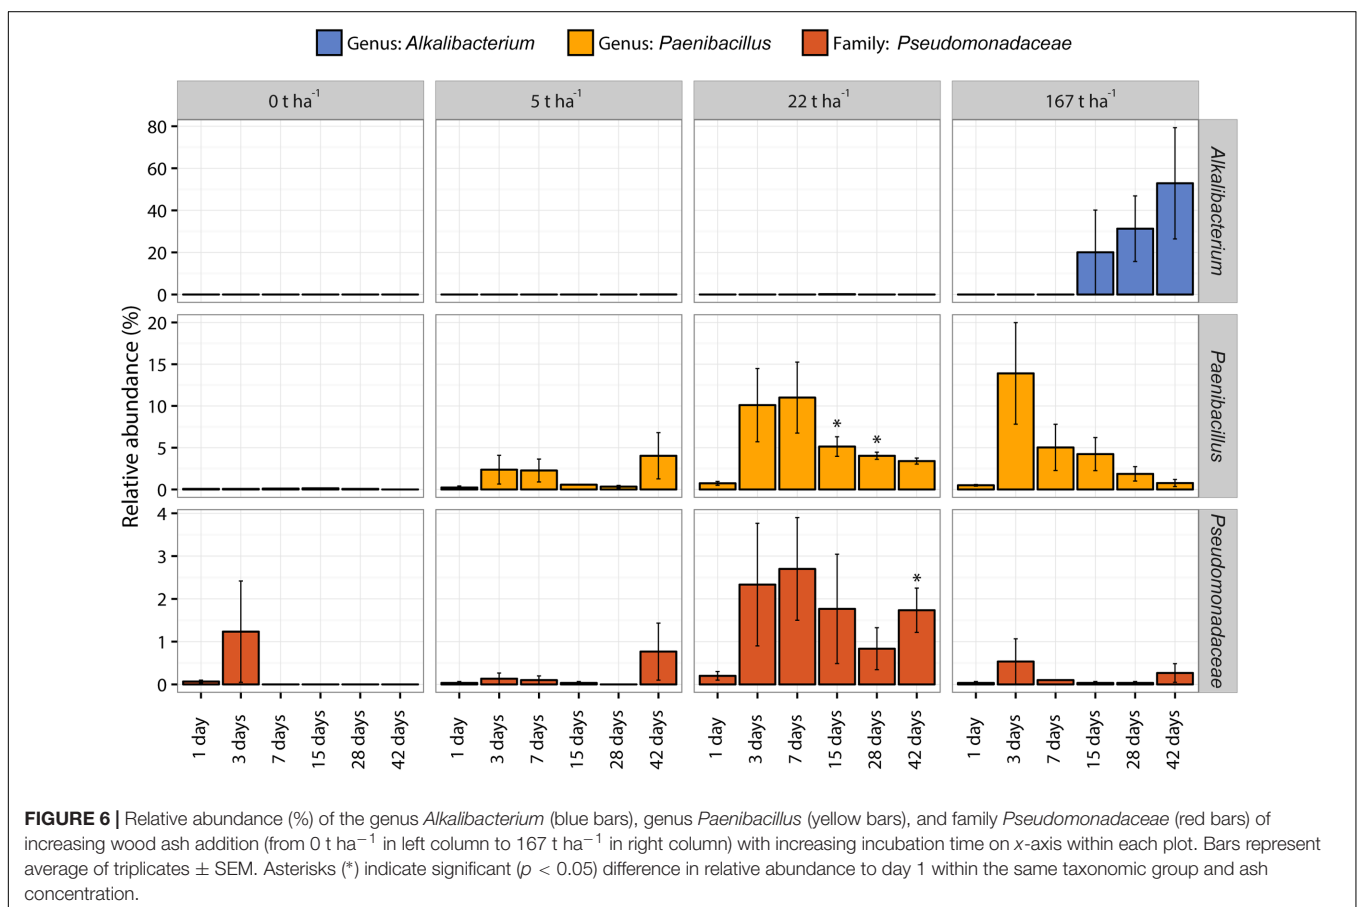 Genus: Alkalibacterium Genus: Paenibacillus Family: Pseudomonadaceae
0 t ha⁻¹ 5 t ha⁻¹ 22 t ha⁻¹ 167 t ha⁻¹
Relative abundance (%)
80
60
40
20
0
Alkalibacterium
20
15
10
5
0
* *
Paenibacillus
4
3
2
1
0
*
Pseudomonadaceae
1 day 3 days 7 days 15 days 28 days 42 days 1 day 3 days 7 days 15 days 28 days 42 days 1 day 3 days 7 days 15 days 28 days 42 days 1 day 3 days 7 days 15 days 28 days 42 days
FIGURE 6 | Relative abundance (%) of the genus Alkalibacterium (blue bars), genus Paenibacillus (yellow bars), and family Pseudomonadaceae (red bars) of
increasing wood ash addition (from 0 t ha⁻¹ in left column to 167 t ha⁻¹ in right column) with increasing incubation time on x-axis within each plot. Bars represent
average of triplicates ± SEM. Asterisks (*) indicate significant (p < 0.05) difference in relative abundance to day 1 within the same taxonomic group and ash
concentration.